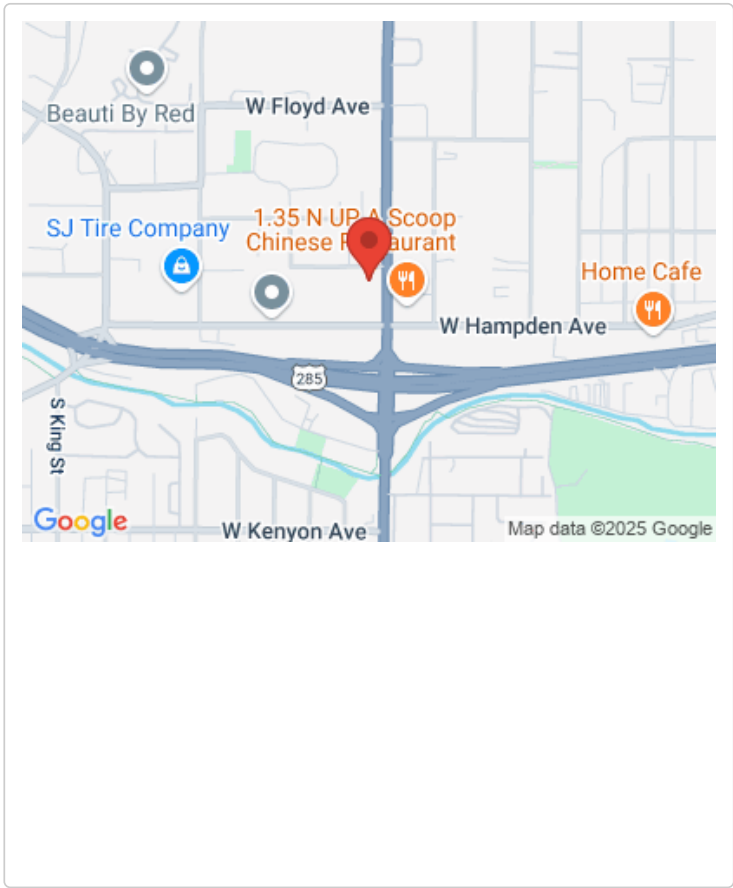 W Floyd Ave
Beauti By Red
1.35 N UP A Scoop
Chinese Restaurant
SJ Tire Company
Home Cafe
W Hampden Ave
285
S King St
Google
W Kenyon Ave
Map data ©2025 Google